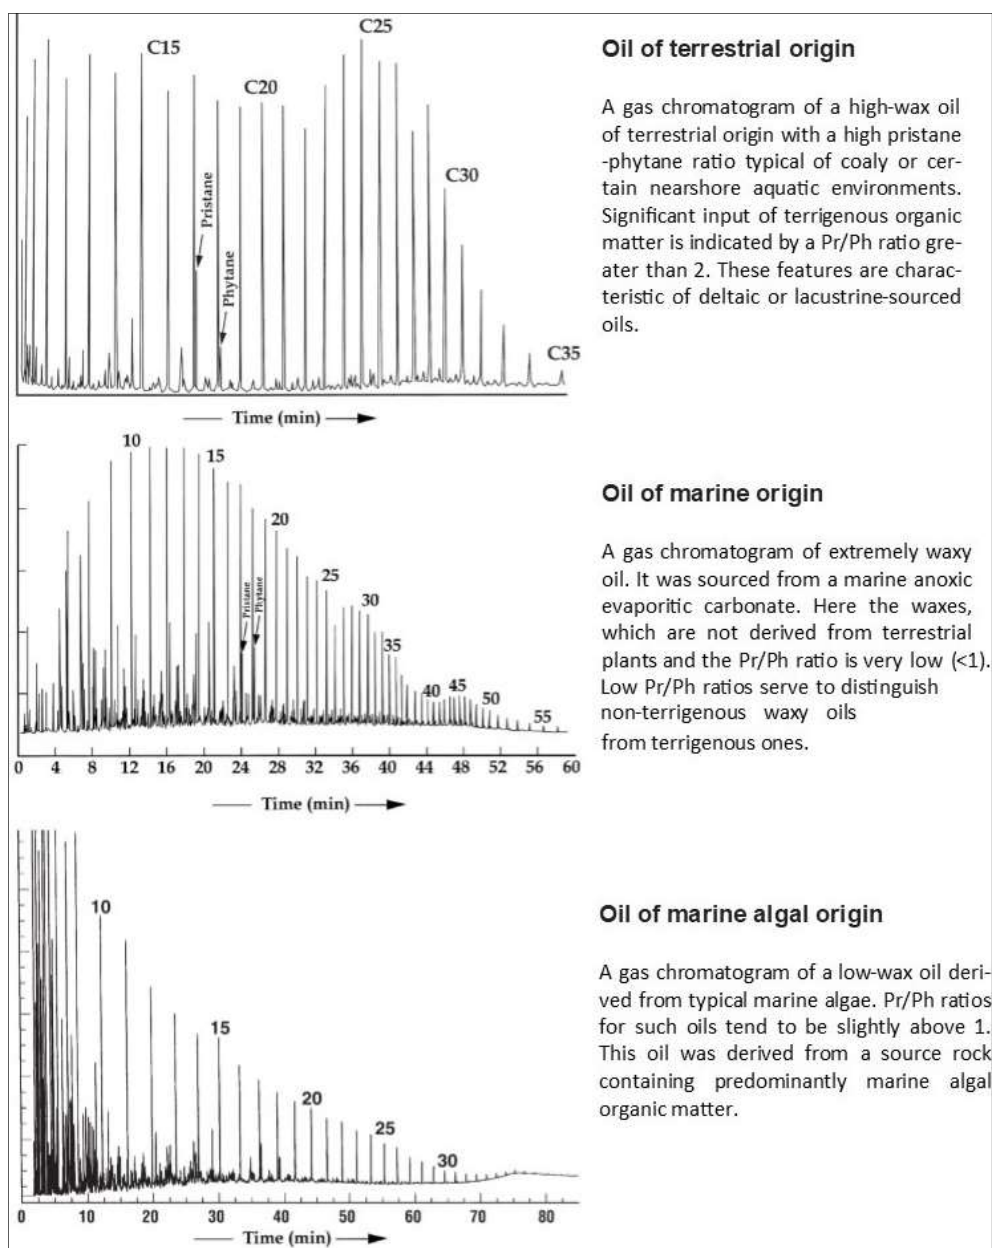 C15
C20
C25
C30
C35
Pristane
Phytane
Time (min)
Oil of terrestrial origin
A gas chromatogram of a high-wax oil
of terrestrial origin with a high pristane
-phytane ratio typical of coaly or cer-
tain nearshore aquatic environments.
Significant input of terrigenous organic
matter is indicated by a Pr/Ph ratio gre-
ater than 2. These features are charac-
teristic of deltaic or lacustrine-sourced
oils.
10
15
20
25
30
35
40
45
50
55
Pristane
Phytane
0 4 8 12 16 20 24 28 32 36 40 44 48 52 56 60
Time (min)
Oil of marine origin
A gas chromatogram of extremely waxy
oil. It was sourced from a marine anoxic
evaporitic carbonate. Here the waxes,
which are not derived from terrestrial
plants and the Pr/Ph ratio is very low (<1).
Low Pr/Ph ratios serve to distinguish
non-terrigenous waxy oils
from terrigenous ones.
10
15
20
25
30
0 10 20 30 40 50 60 70 80
Time (min)
Oil of marine algal origin
A gas chromatogram of a low-wax oil deri-
ved from typical marine algae. Pr/Ph ratios
for such oils tend to be slightly above 1.
This oil was derived from a source rock
containing predominantly marine algal
organic matter.